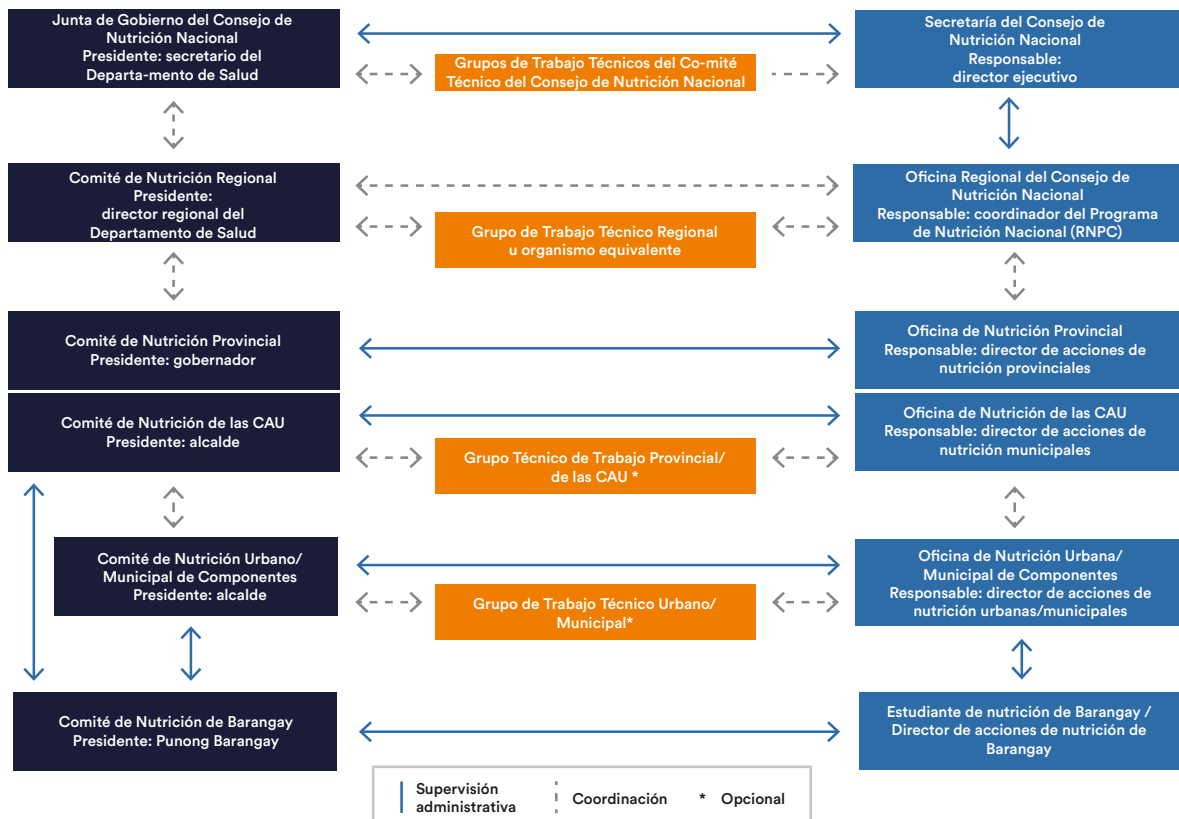 Junta de Gobierno del Consejo de
Nutrición Nacional
Presidente: secretario del
Departa-mento de Salud
Grupos de Trabajo Técnicos del Co-mité
Técnico del Consejo de Nutrición Nacional
Secretaría del Consejo de
Nutrición Nacional
Responsable:
director ejecutivo
Comité de Nutrición Regional
Presidente:
director regional del
Departamento de Salud
Grupo de Trabajo Técnico Regional
u organismo equivalente
Oficina Regional del Consejo de
Nutrición Nacional
Responsable: coordinador del Programa
de Nutrición Nacional (RNPC)
Comité de Nutrición Provincial
Presidente: gobernador
Oficina de Nutrición Provincial
Responsable: director de acciones de
nutrición provinciales
Comité de Nutrición de las CAU
Presidente: alcalde
Grupo Técnico de Trabajo Provincial/
de las CAU *
Oficina de Nutrición de las CAU
Responsable: director de acciones de
nutrición municipales
Comité de Nutrición Urbano/
Municipal de Componentes
Presidente: alcalde
Grupo de Trabajo Técnico Urbano/
Municipal*
Oficina de Nutrición Urbana/
Municipal de Componentes
Responsable: director de acciones de
nutrición urbanas/municipales
Comité de Nutrición de Barangay
Presidente: Punong Barangay
Estudiante de nutrición de Barangay /
Director de acciones de nutrición de
Barangay
Supervisión
administrativa
Coordinación
* Opcional